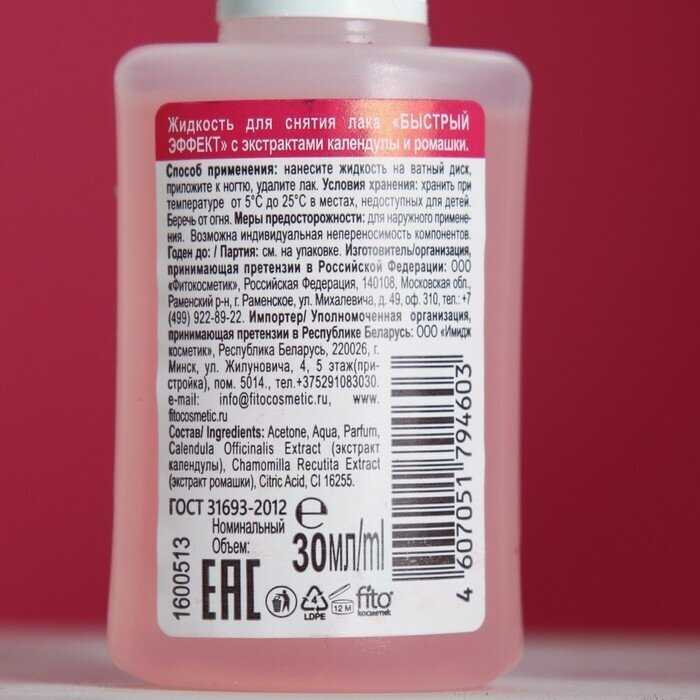 Жидкость для снятия лака «БЫСТРЫЙ
ЭФФЕКТ» с экстрактами календулы и ромашки.
Способ применения: нанесите жидкость на ватный диск,
приложите к ногтю, удалите лак. Условия хранения: хранить при
температуре от 5°С до 25°С в местах, недоступных для детей.
Беречь от огня. Меры предосторожности: для наружного примене-
ния. Возможна индивидуальная непереносимость компонентов.
Годен до: / Партия: см. на упаковке. Изготовитель/организация,
принимающая претензии в Российской Федерации: ООО
«Фитокосметик», Российская Федерация, 140108, Московская обл.,
Раменский р-н, г. Раменское, ул. Михалевича, д. 49, оф. 310, тел.: +7
(499) 922-89-22. Импортер/ Уполномоченная организация,
принимающая претензии в Республике Беларусь: ООО «Имидж
косметик», Республика Беларусь, 220026, г.
Минск, ул. Жилуновича, 4, 5 этаж(при-
стройка), пом. 5014., тел.+375291083030.
e-mail: info@fitocosmetic.ru, www.
fitocosmetic.ru
Состав/ Ingredients: Acetone, Aqua, Parfum,
Calendula Officinalis Extract (экстракт
календулы), Chamomilla Recutita Extract
(экстракт ромашки), Citric Acid, CI 16255.
ГОСТ 31693-2012 ℮
Номинальный
Объем:
30мл/ml
1600513
ЕАС
4
LDPE
12 M
fito
косметик
4 607051 794603